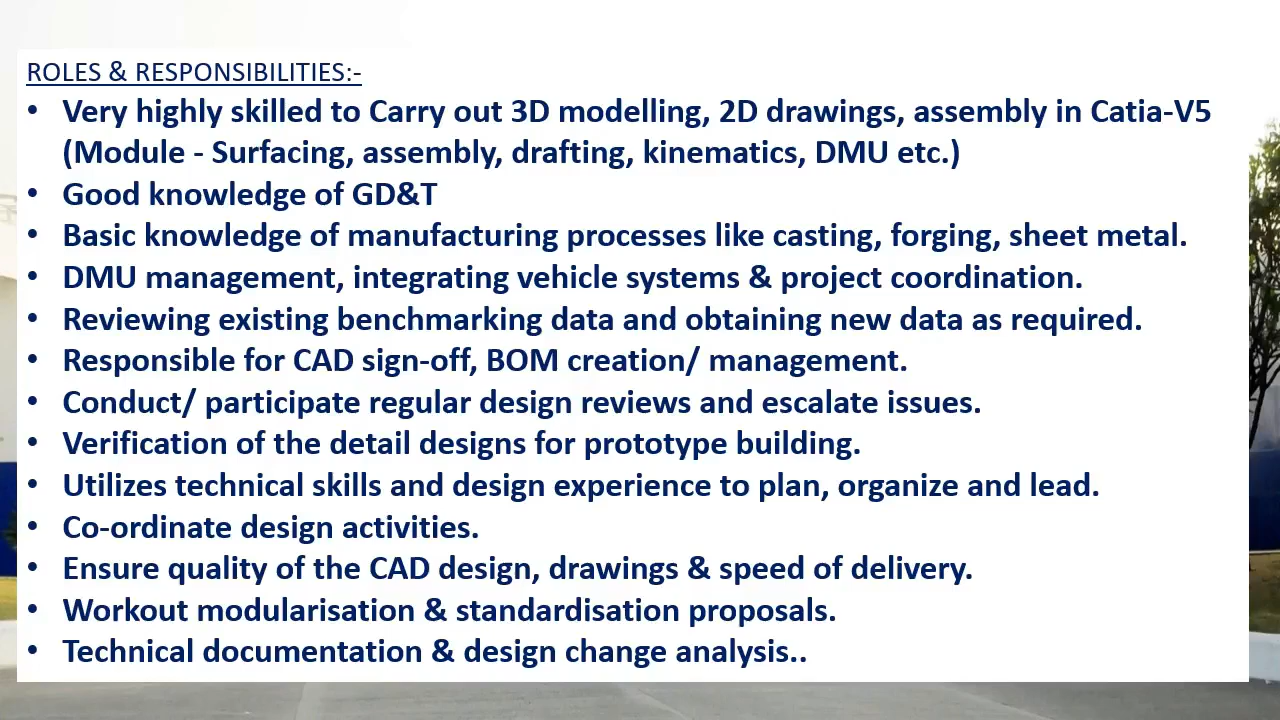 ROLES & RESPONSIBILITIES:-
• Very highly skilled to Carry out 3D modelling, 2D drawings, assembly in Catia-V5
(Module - Surfacing, assembly, drafting, kinematics, DMU etc.)
• Good knowledge of GD&T
• Basic knowledge of manufacturing processes like casting, forging, sheet metal.
• DMU management, integrating vehicle systems & project coordination.
• Reviewing existing benchmarking data and obtaining new data as required.
• Responsible for CAD sign-off, BOM creation/ management.
• Conduct/ participate regular design reviews and escalate issues.
• Verification of the detail designs for prototype building.
• Utilizes technical skills and design experience to plan, organize and lead.
• Co-ordinate design activities.
• Ensure quality of the CAD design, drawings & speed of delivery.
• Workout modularisation & standardisation proposals.
• Technical documentation & design change analysis..